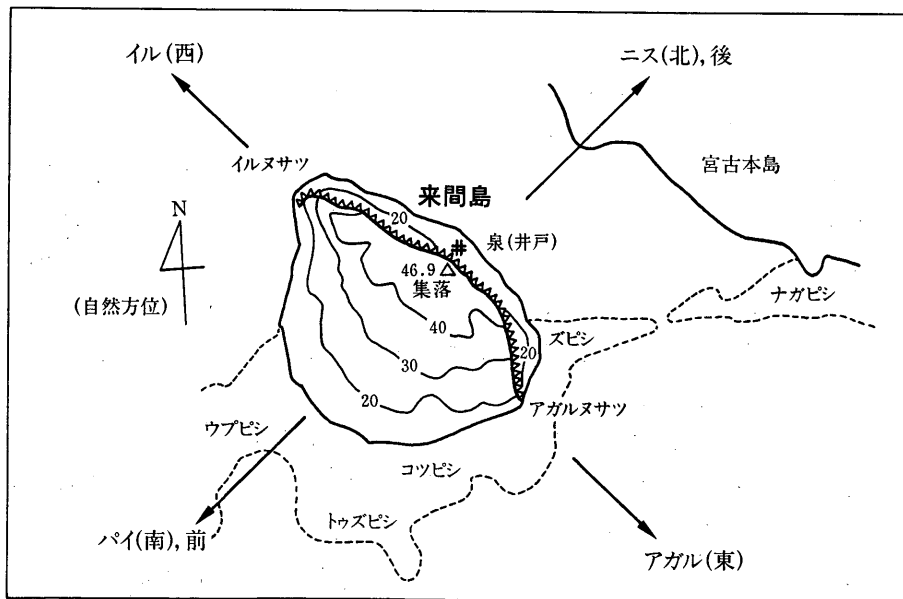 イル(西)
ニス(北), 後
イルヌサツ
宮古本島
来間島
N
20
泉(井戸)
46.9
集落
(自然方位)
ナガピシ
40
ズピシ
30
20
20
アガルヌサツ
ウプピシ
コツピシ
トゥズピシ
パイ(南), 前
アガル(東)